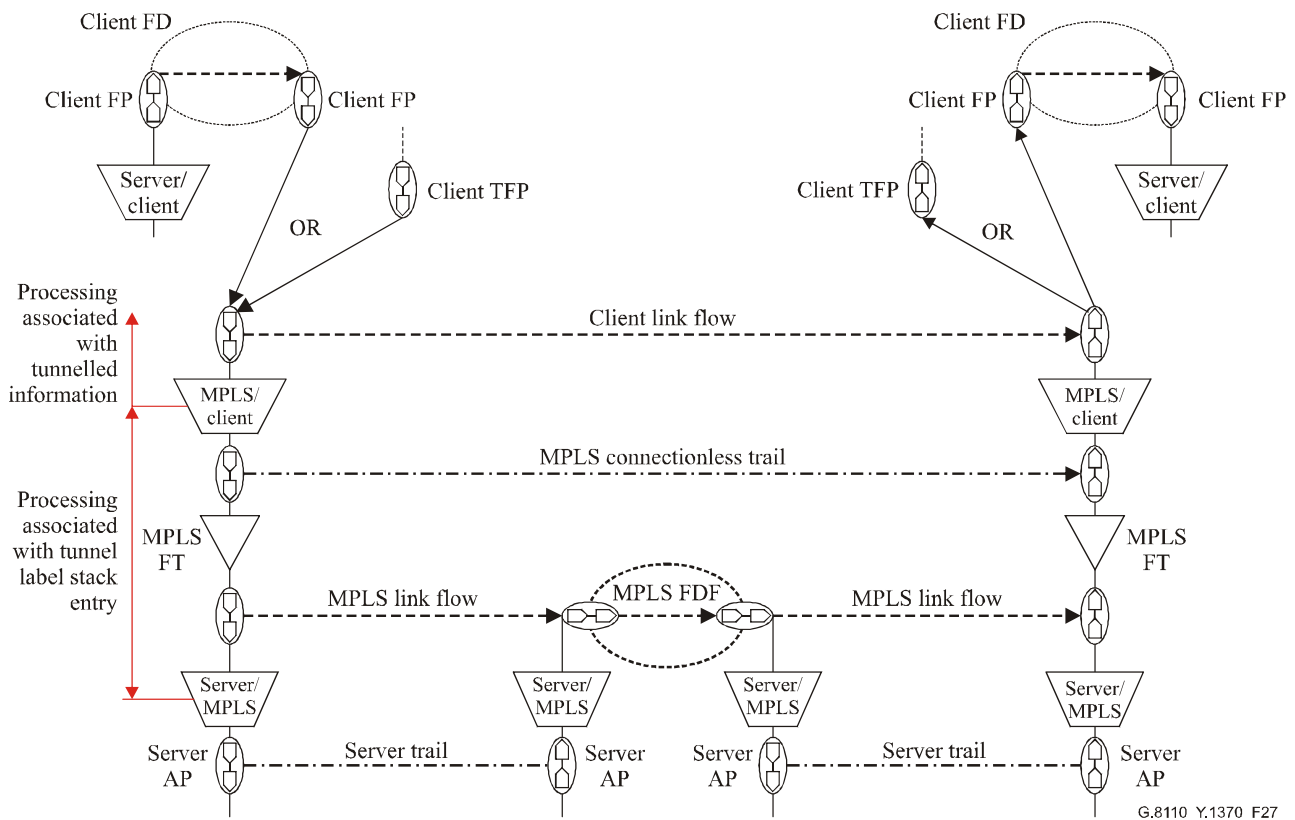 Client FD
Client FP
Client FP
Server/
client
Client TFP
OR
Client FD
Client FP
Client FP
Client TFP
Server/
client
OR
Processing
associated
with
tunnelled
information
Client link flow
MPLS/
client
MPLS/
client
MPLS connectionless trail
Processing
associated
with tunnel
label stack
entry
MPLS
FT
MPLS
FT
MPLS link flow
MPLS FDF
MPLS link flow
Server/
MPLS
Server/
MPLS
Server/
MPLS
Server/
MPLS
Server
AP
Server trail
Server
AP
Server
AP
Server trail
Server
AP
G.8110_Y.1370_F27